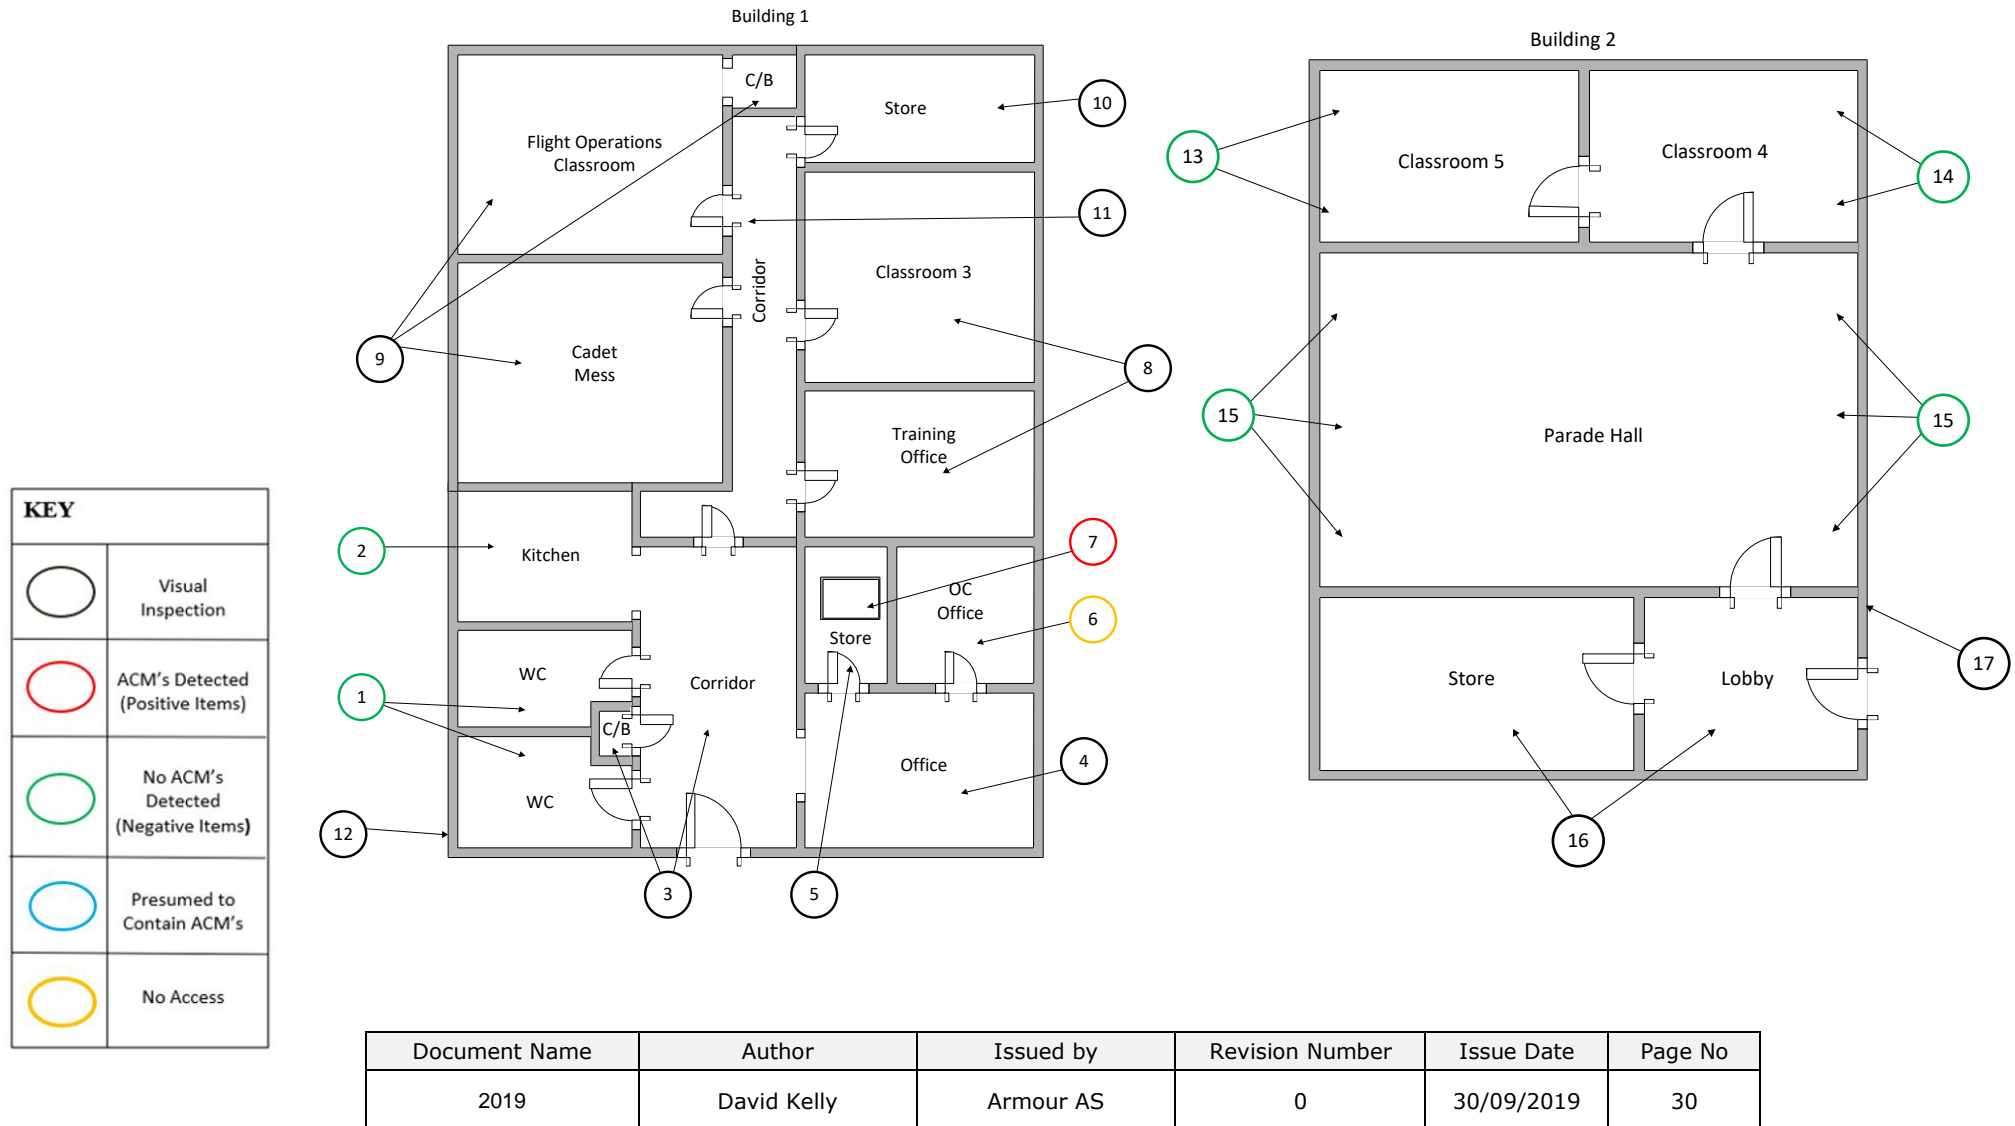 Building 1
Building 2
C/B
Store
10
Flight Operations
Classroom
13
Classroom 5
Classroom 4
14
11
Corridor
Classroom 3
9
Cadet
Mess
8
15
15
Training
Office
Parade Hall
2
Kitchen
7
OC
Office
6
Store
WC
1
Corridor
C/B
WC
Office
4
12
3
5
Store
Lobby
17
16
KEY
Visual
Inspection
ACM's Detected
(Positive Items)
No ACM's
Detected
(Negative Items)
Presumed to
Contain ACM's
No Access
Document Name Author Issued by Revision Number Issue Date Page No
2019 David Kelly Armour AS 0 30/09/2019 30